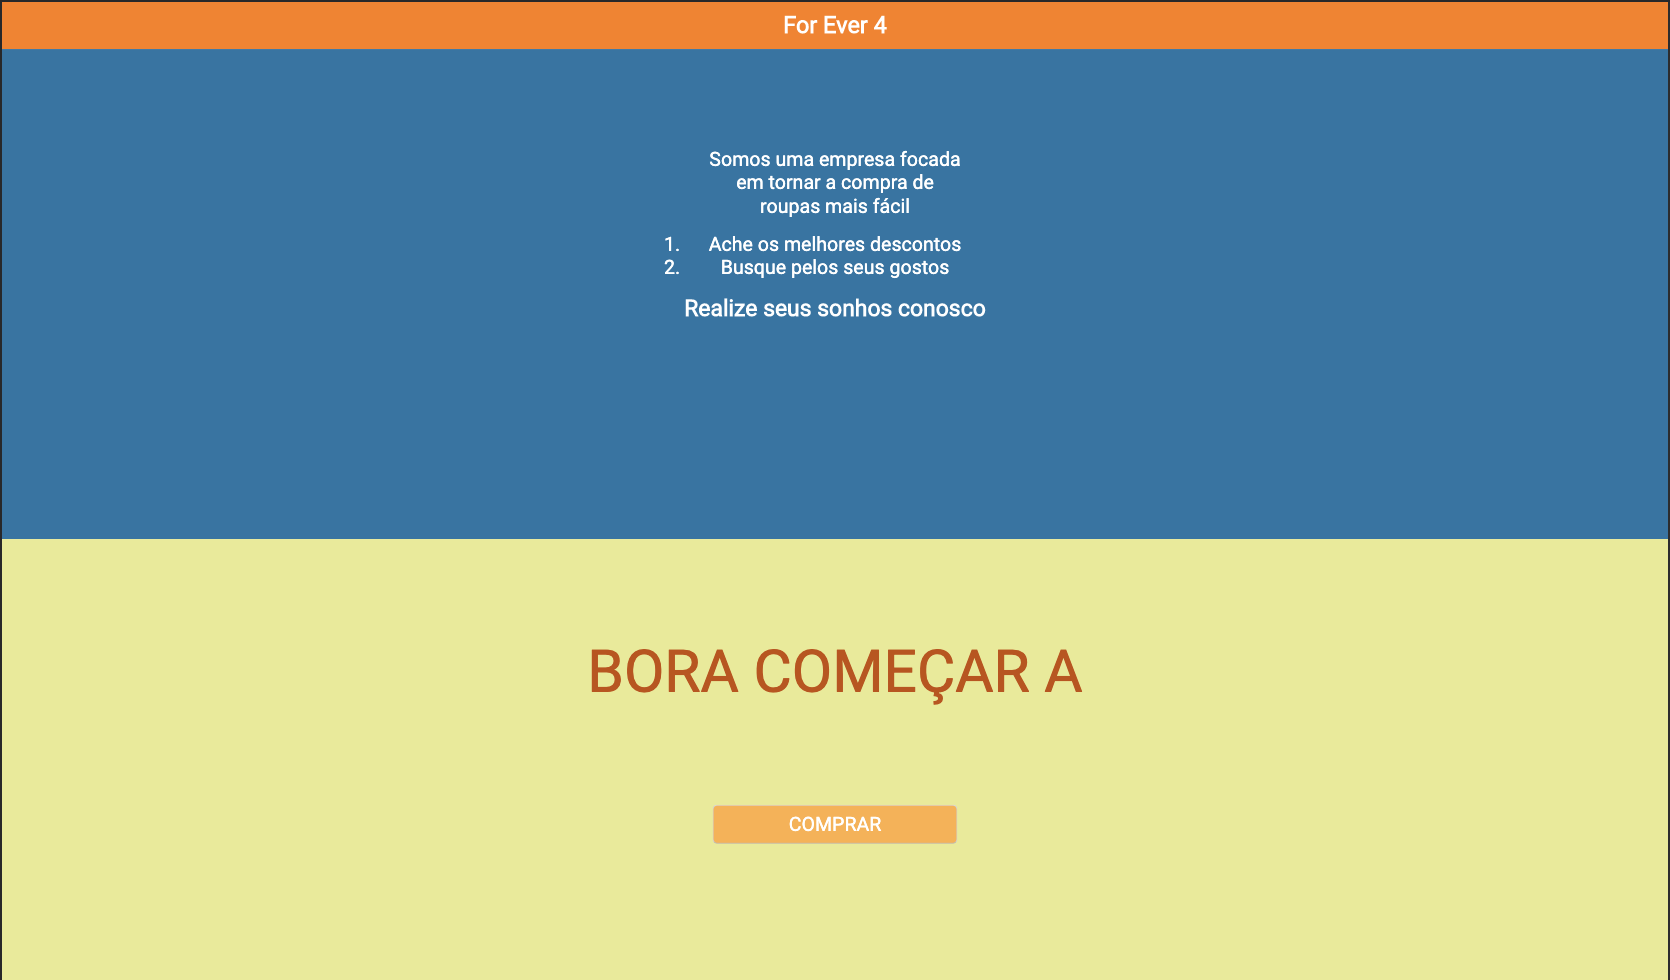 For Ever 4
Somos uma empresa focada
em tornar a compra de
roupas mais fácil
1. Ache os melhores descontos
2. Busque pelos seus gostos
Realize seus sonhos conosco
BORA COMEÇAR A
COMPRAR